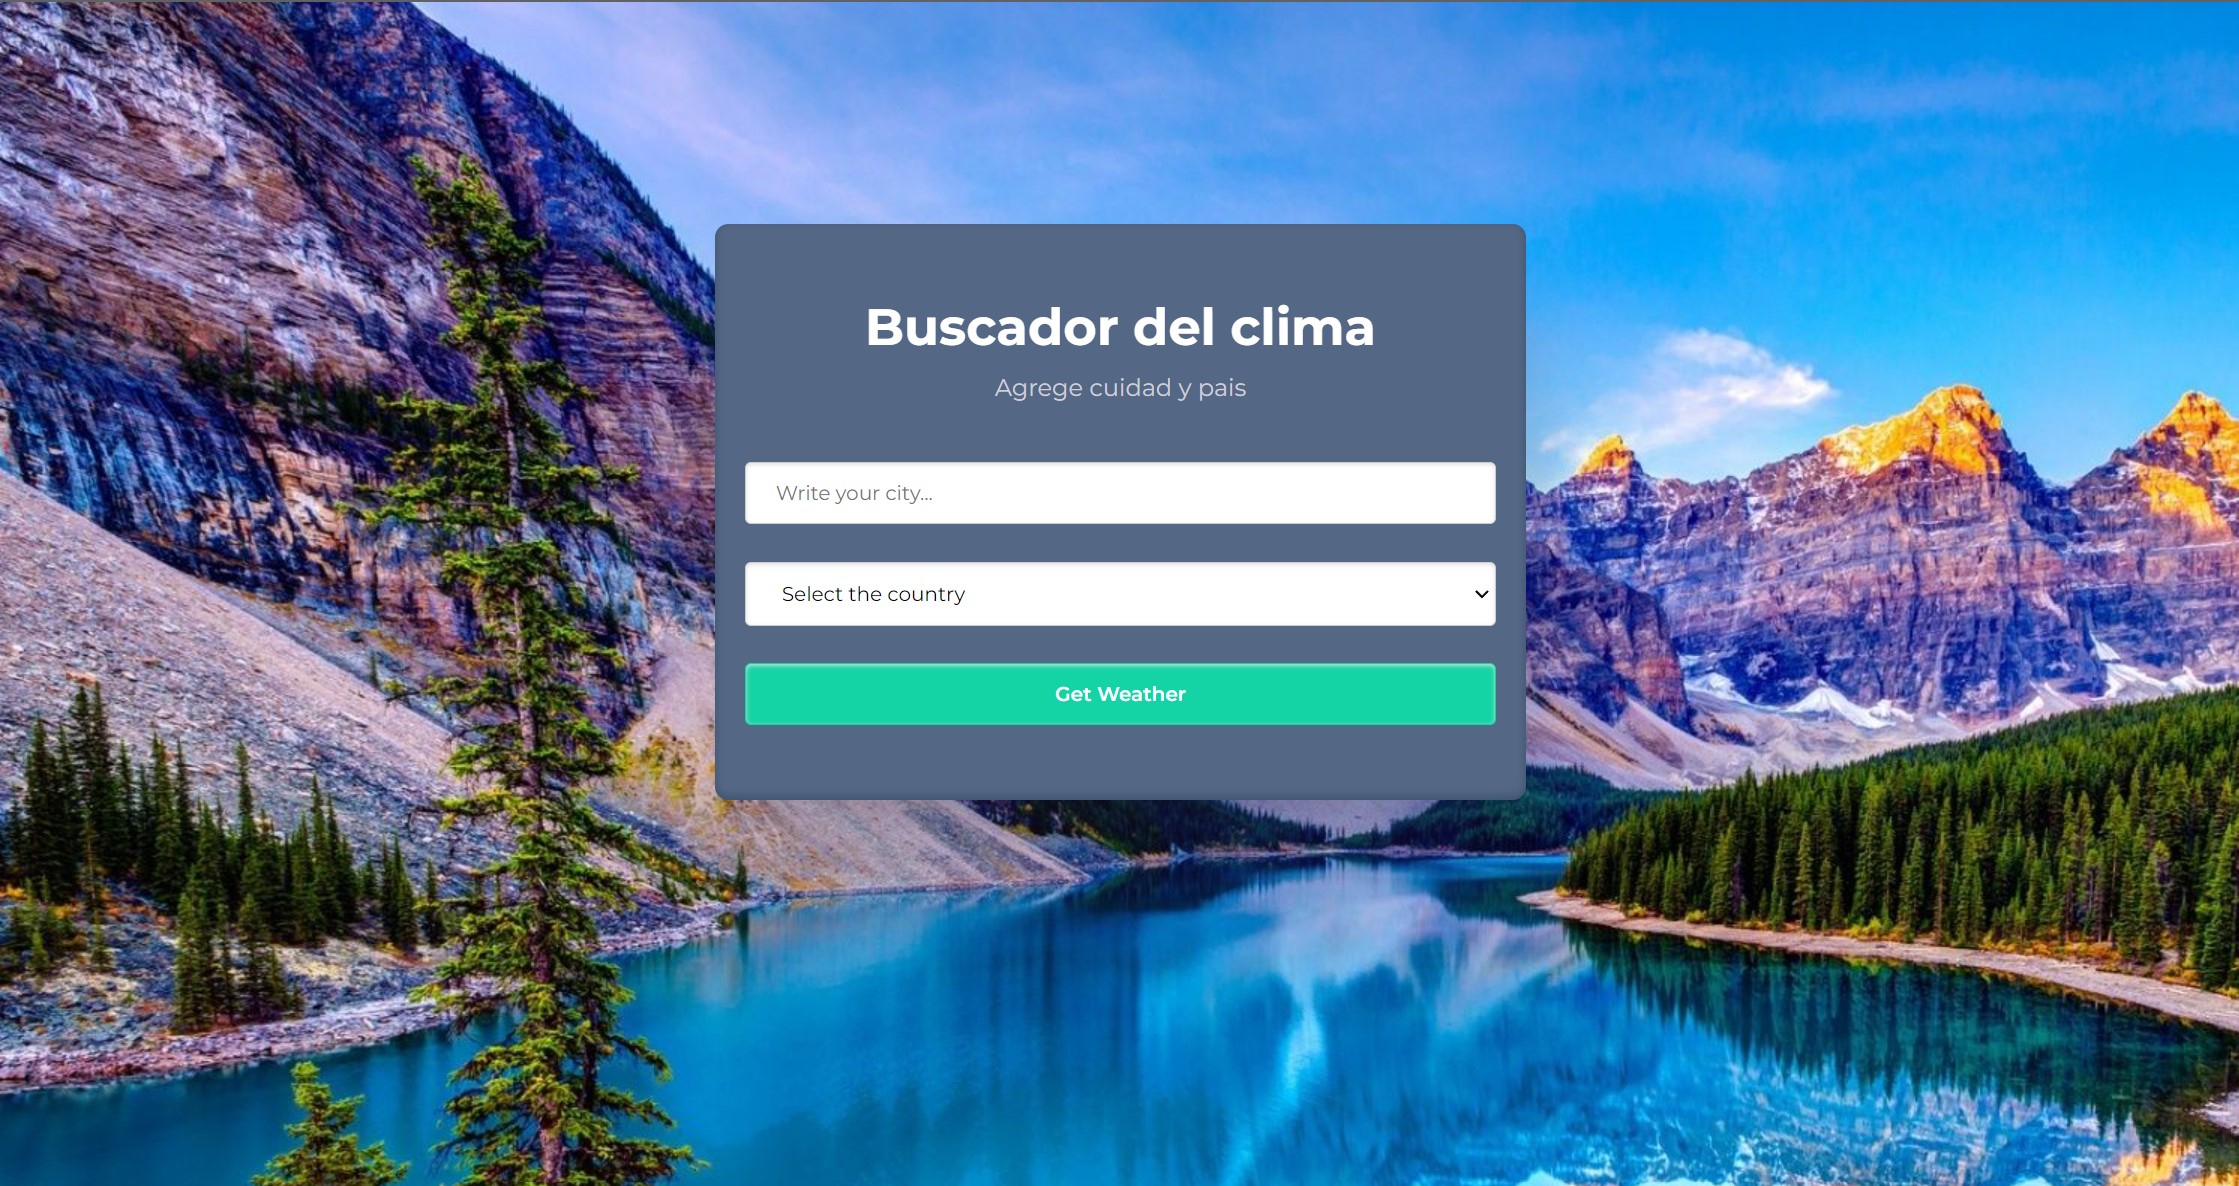 Buscador del clima
Agrege cuidad y pais
Write your city...
Select the country
Get Weather